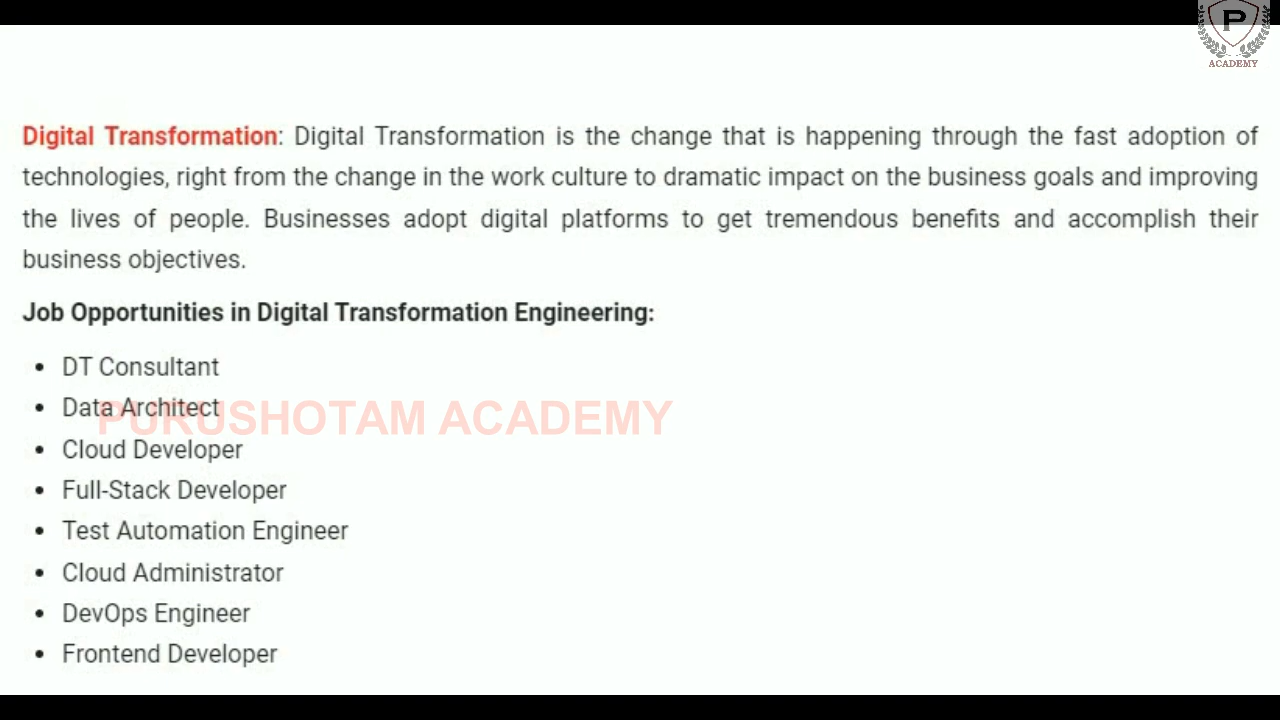 P
ACADEMY
Digital Transformation: Digital Transformation is the change that is happening through the fast adoption of
technologies, right from the change in the work culture to dramatic impact on the business goals and improving
the lives of people. Businesses adopt digital platforms to get tremendous benefits and accomplish their
business objectives.
Job Opportunities in Digital Transformation Engineering:
• DT Consultant
• Data Architect
PURUSHOTAM ACADEMY
• Cloud Developer
• Full-Stack Developer
• Test Automation Engineer
• Cloud Administrator
• DevOps Engineer
• Frontend Developer